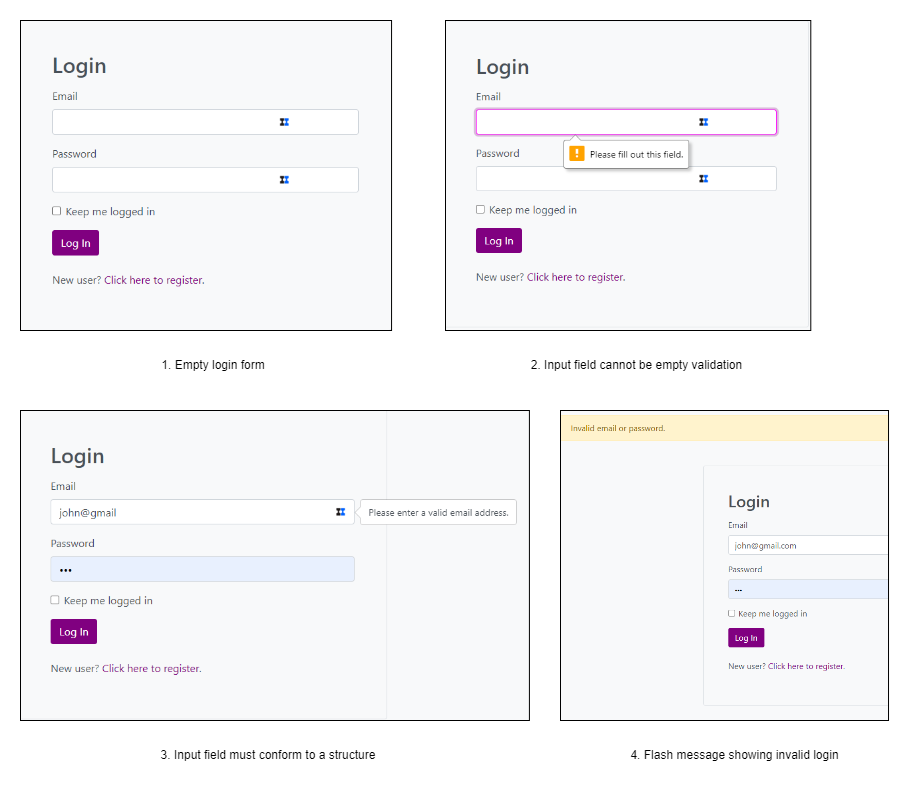 Login
Email
Password
Keep me logged in
Log In
New user? Click here to register.
1. Empty login form
Login
Email
Please fill out this field.
Password
Keep me logged in
Log In
New user? Click here to register.
2. Input field cannot be empty validation
Login
Email
john@gmail
Please enter a valid email address.
Password
Keep me logged in
Log In
New user? Click here to register.
3. Input field must conform to a structure
Invalid email or password.
Login
Email
john@gmail.com
Password
Keep me logged in
Log In
New user? Click here to register.
4. Flash message showing invalid login